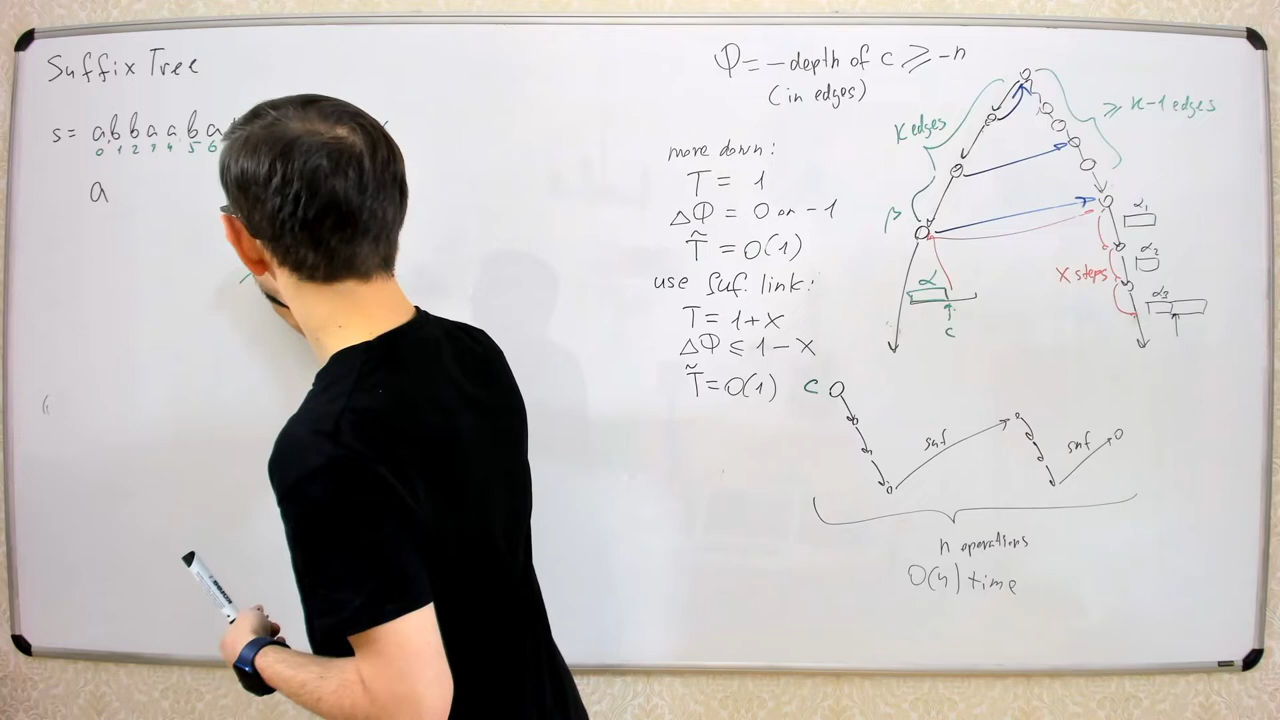 Suffix Tree
s = a b b a a b a
0 1 2 3 4 5 6
a
φ = - depth of c ⩾ -n
(in edges)
move down:
T = 1
ΔΦ = 0 or -1
T̃ = O(1)
use suf. link:
T = 1 + x
ΔΦ ⩽ 1 - x
T̃ = O(1)
K edges
⩾ K-1 edges
β
α
c
α₁
α₂
α₃
x steps
c
suf
suf
n operations
O(n) time